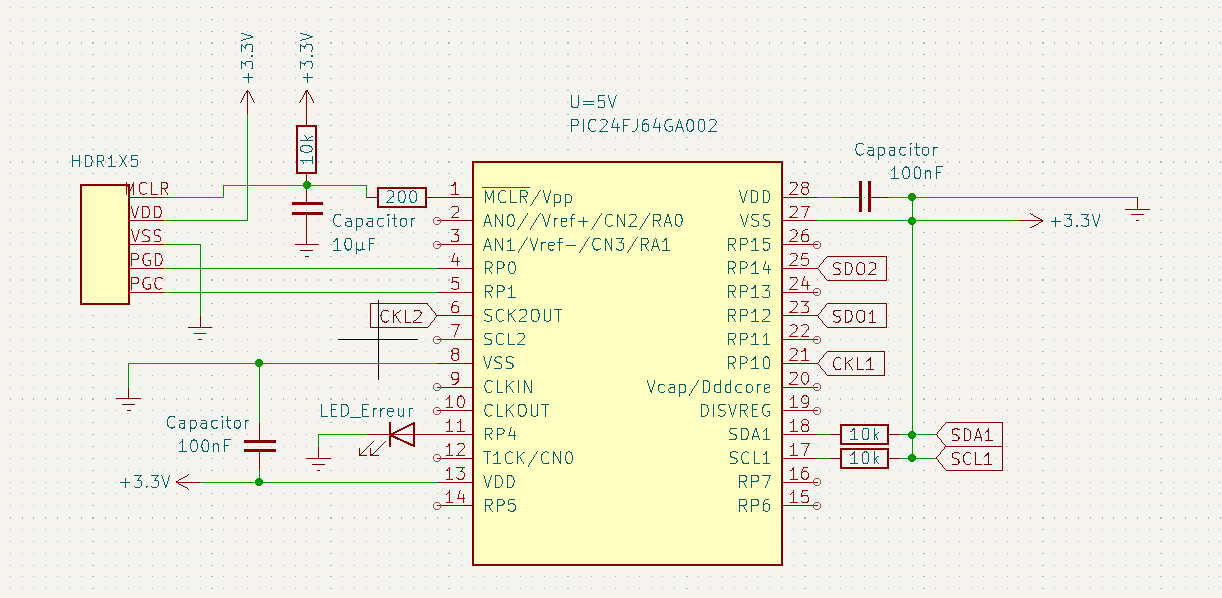 +3.3V
+3.3V
10k
HDR1X5
MCLR
VDD
VSS
PGD
PGC
Capacitor
10µF
200
U=5V
PIC24FJ64GA002
1
2
3
4
5
6
7
8
9
10
11
12
13
14
MCLR/Vpp
AN0//Vref+/CN2/RA0
AN1/Vref-/CN3/RA1
RP0
RP1
SCK2OUT
SCL2
VSS
CLKIN
CLKOUT
RP4
T1CK/CN0
VDD
RP5
CKL2
LED_Erreur
Capacitor
100nF
+3.3V
VDD
VSS
RP15
RP14
RP13
RP12
RP11
RP10
Vcap/Dddcore
DISVREG
SDA1
SCL1
RP7
RP6
28
27
26
25
24
23
22
21
20
19
18
17
16
15
Capacitor
100nF
+3.3V
SDO2
SDO1
CKL1
10k
10k
SDA1
SCL1